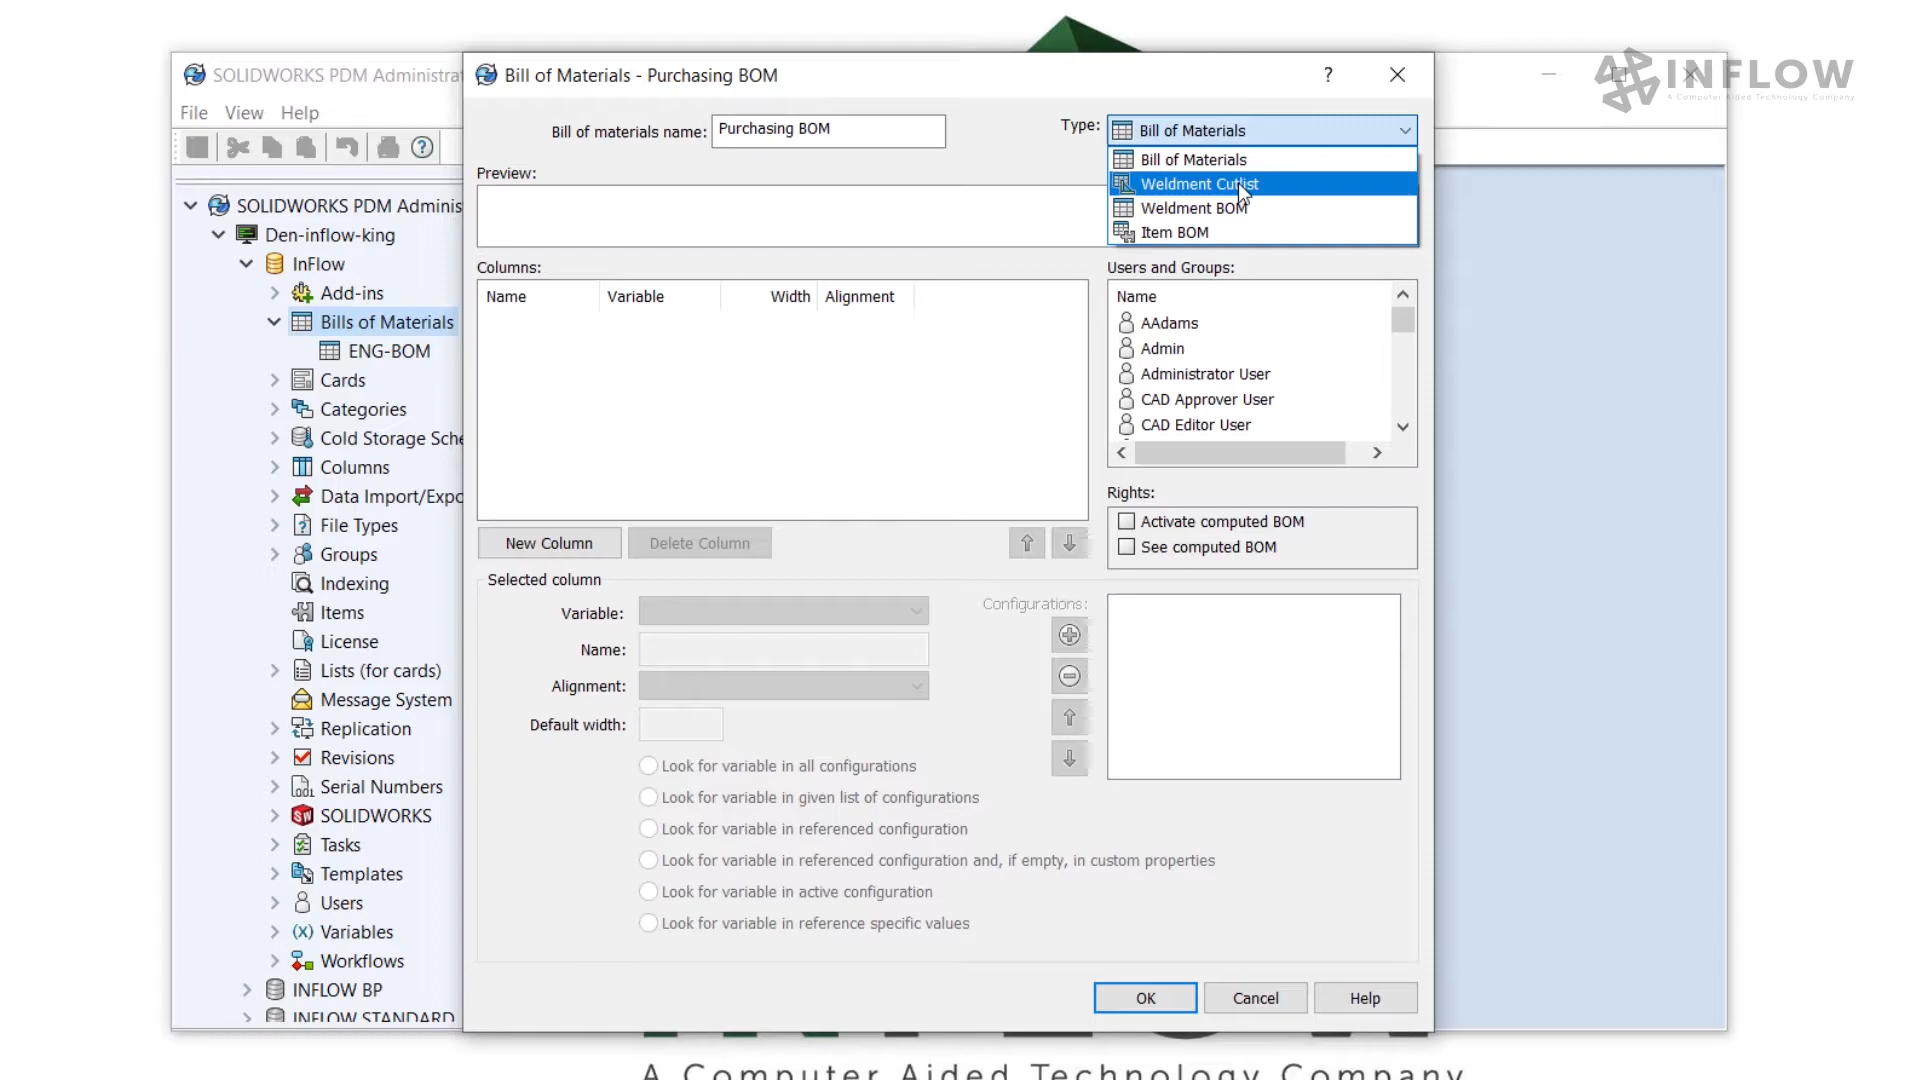 SOLIDWORKS PDM Administra
File View Help
INFLOW
A Computer Aided Technology Company
Bill of Materials - Purchasing BOM
?
Bill of materials name:
Purchasing BOM
Type:
Bill of Materials
Bill of Materials
Weldment Cutlist
Weldment BOM
Item BOM
Preview:
SOLIDWORKS PDM Adminis
Den-inflow-king
InFlow
Add-ins
Bills of Materials
ENG-BOM
Cards
Categories
Cold Storage Sche
Columns
Data Import/Expo
File Types
Groups
Indexing
Items
License
Lists (for cards)
Message System
Replication
Revisions
Serial Numbers
SOLIDWORKS
Tasks
Templates
Users
Variables
Workflows
INFLOW BP
INFLOW STANDARD
Columns:
Name Variable Width Alignment
Users and Groups:
Name
AAdams
Admin
Administrator User
CAD Approver User
CAD Editor User
New Column
Delete Column
Rights:
Activate computed BOM
See computed BOM
Selected column
Variable:
Name:
Alignment:
Default width:
Configurations:
Look for variable in all configurations
Look for variable in given list of configurations
Look for variable in referenced configuration
Look for variable in referenced configuration and, if empty, in custom properties
Look for variable in active configuration
Look for variable in reference specific values
OK
Cancel
Help
A Computer Aided Technology Company